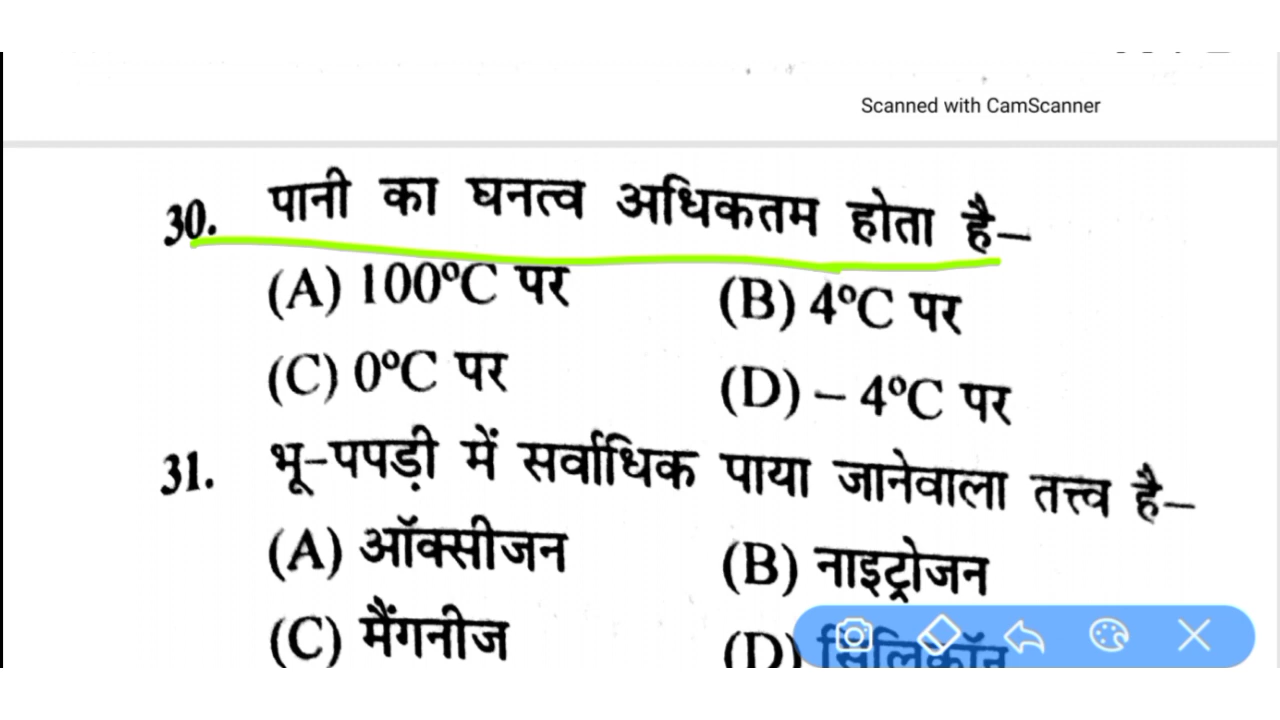 Scanned with CamScanner
30. पानी का घनत्व अधिकतम होता है–
(A) 100°C पर (B) 4°C पर
(C) 0°C पर (D) – 4°C पर
31. भू-पपड़ी में सर्वाधिक पाया जानेवाला तत्त्व है–
(A) ऑक्सीजन (B) नाइट्रोजन
(C) मैंगनीज (D) सिलिकॉन